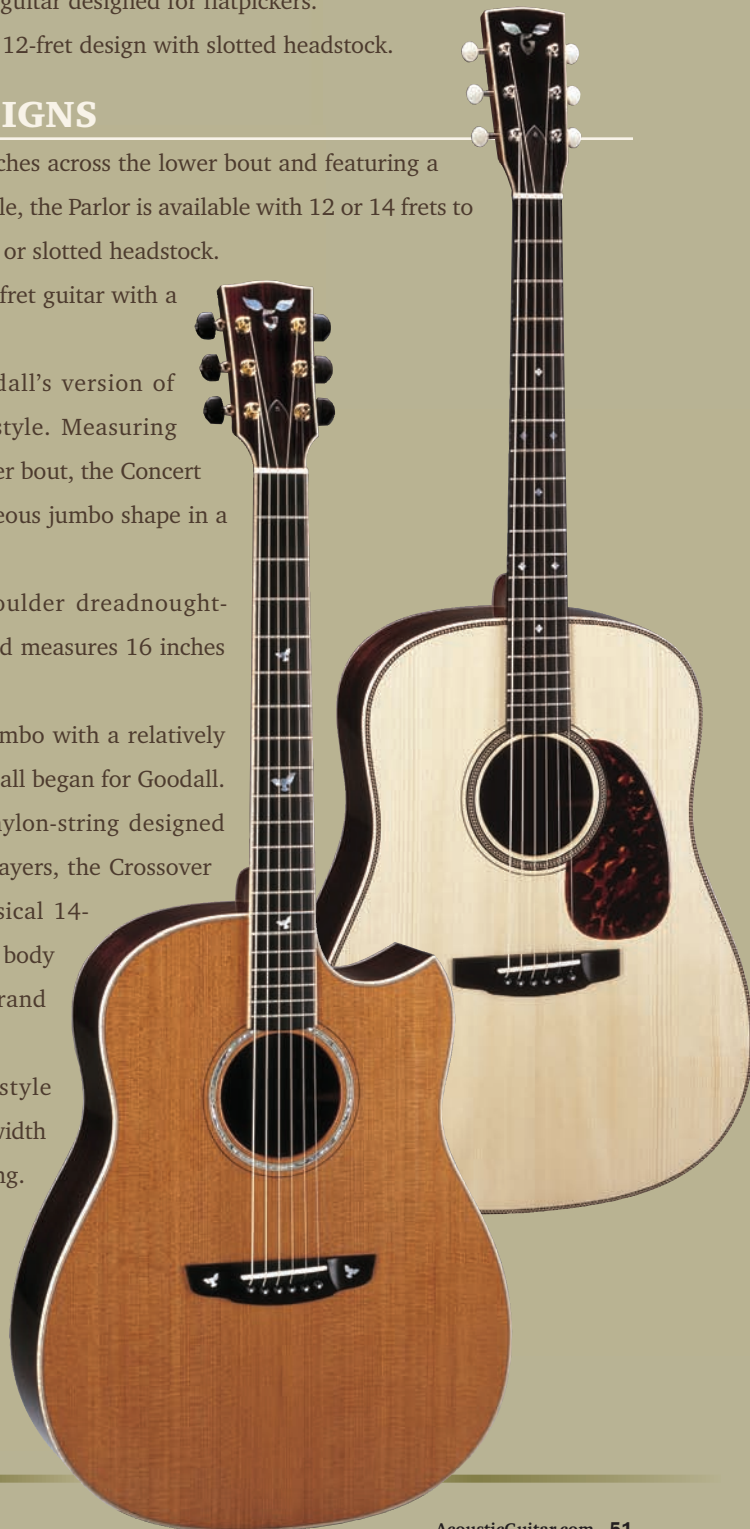 guitar designed for flatpickers.
12-fret design with slotted headstock.
IGNS
ches across the lower bout and featuring a
le, the Parlor is available with 12 or 14 frets to
or slotted headstock.
fret guitar with a
dall’s version of
style. Measuring
er bout, the Concert
eous jumbo shape in a
oulder dreadnought-
d measures 16 inches
mbo with a relatively
all began for Goodall.
nylon-string designed
ayers, the Crossover
sical 14-
body
rand
style
width
ng.
AcousticGuitar.com 51